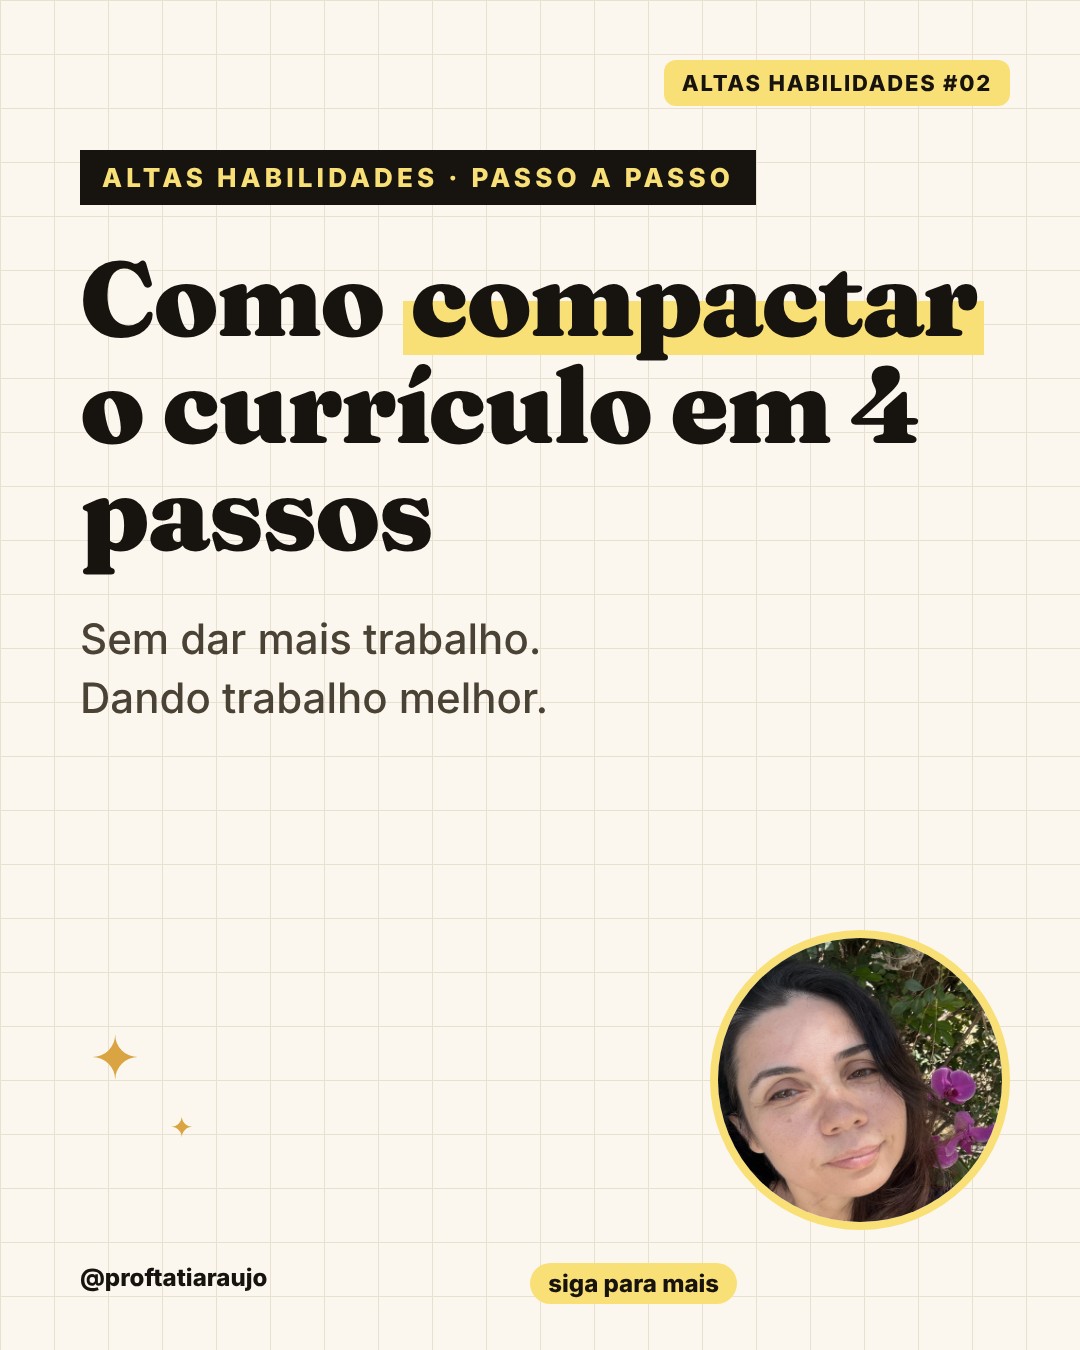 ALTAS HABILIDADES #02
ALTAS HABILIDADES · PASSO A PASSO
Como compactar
o currículo em 4
passos
Sem dar mais trabalho.
Dando trabalho melhor.
@proftatiaraujo
siga para mais